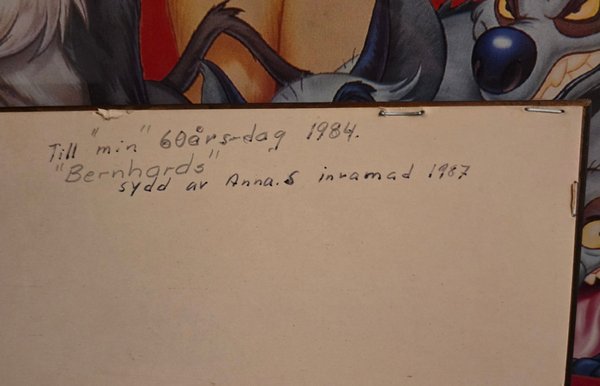 Till "min" 60års-dag 1984.
"Bernhards"
sydd av Anna.S inramad 1987